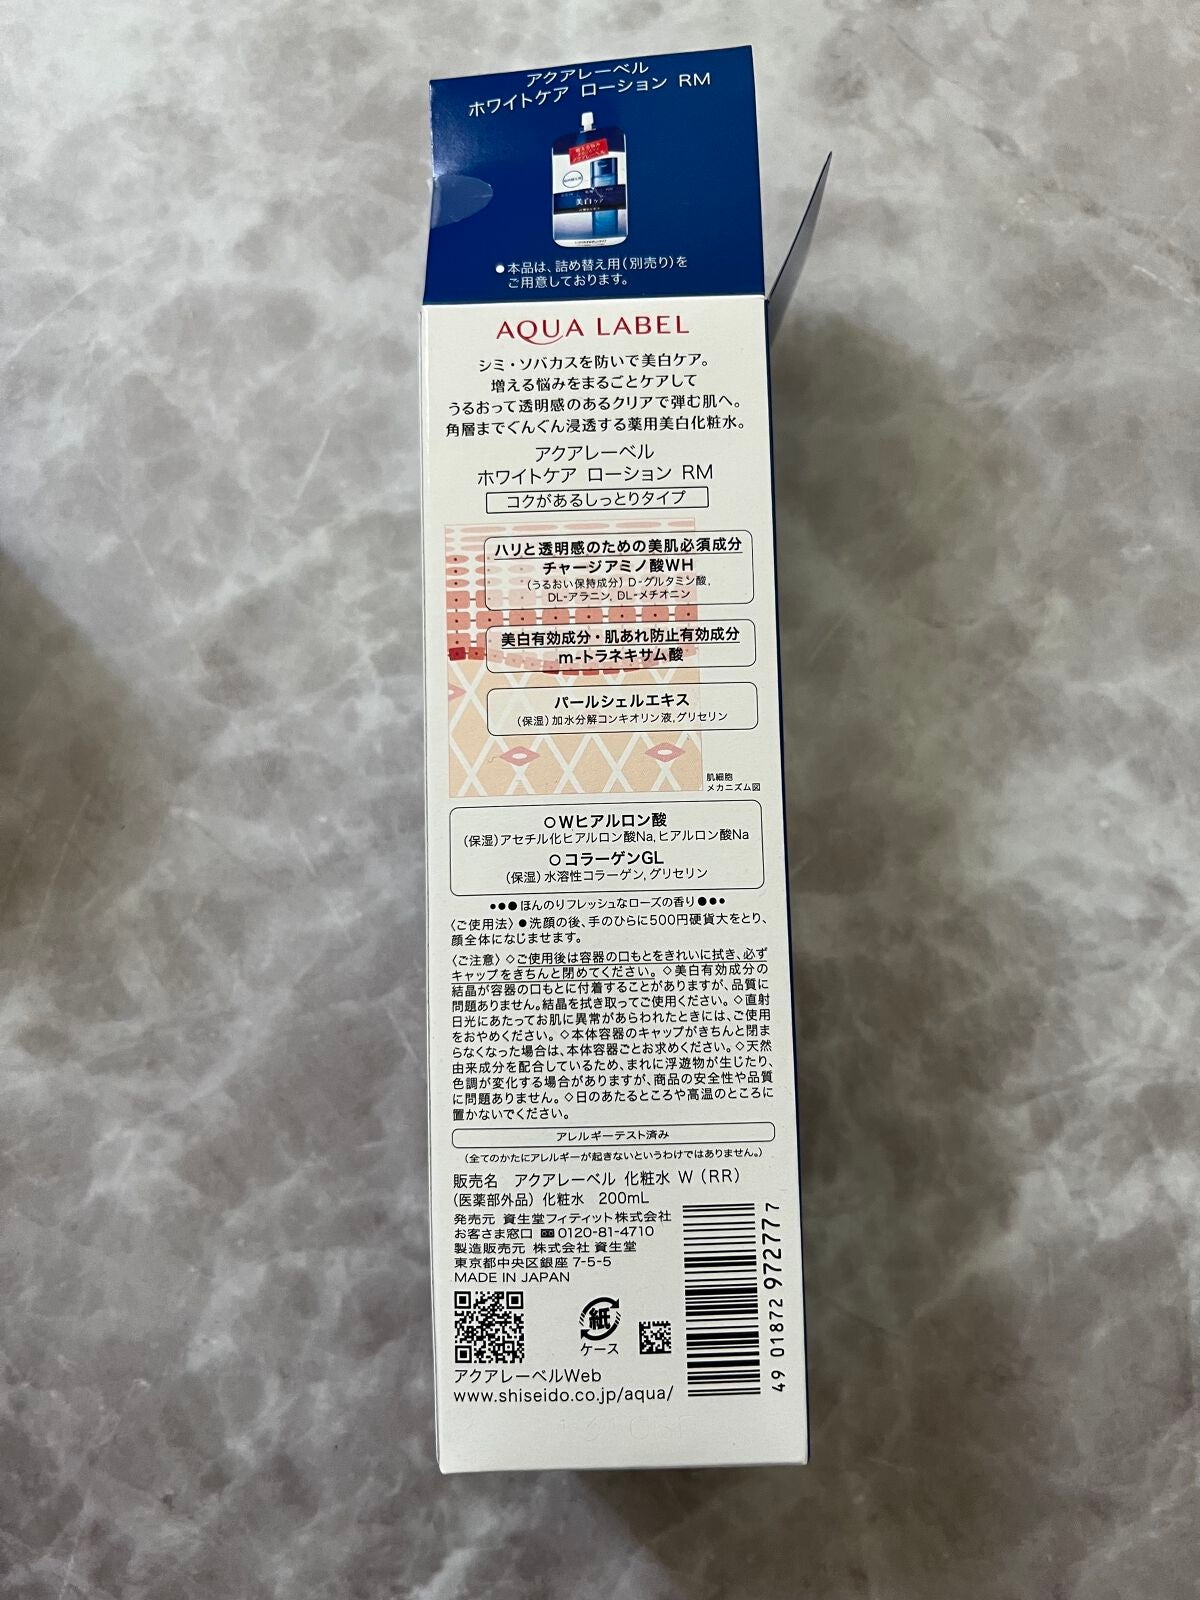 アクアレーベル
ホワイトケア ローション RM
美白ケア
●本品は、詰め替え用(別売り)を
ご用意しております。
AQUA LABEL
シミ・ソバカスを防いで美白ケア。
増える悩みをまるごとケアして
うるおって透明感のあるクリアで弾む肌へ。
角層までぐんぐん浸透する薬用美白化粧水。
アクアレーベル
ホワイトケア ローション RM
コクがあるしっとりタイプ
ハリと透明感のための美肌必須成分
チャージアミノ酸WH
(うるおい保持成分) D-グルタミン酸,
DL-アラニン, DL-メチオニン
美白有効成分・肌あれ防止有効成分
m-トラネキサム酸
パールシェルエキス
(保湿) 加水分解コンキオリン液,グリセリン
肌細胞
メカニズム図
○Wヒアルロン酸
(保湿)アセチル化ヒアルロン酸Na, ヒアルロン酸Na
○コラーゲンGL
(保湿) 水溶性コラーゲン, グリセリン
●●●ほんのりフレッシュなローズの香り●●●
〈ご使用法〉●洗顔の後、手のひらに500円硬貨大をとり、
顔全体になじませます。
〈ご注意〉◇ご使用後は容器の口もとをきれいに拭き、必ず
キャップをきちんと閉めてください。◇美白有効成分の
結晶が容器の口もとに付着することがありますが、品質に
問題ありません。結晶を拭き取ってご使用ください。◇直射
日光にあたってお肌に異常があらわれたときには、ご使用
をおやめください。◇本体容器のキャップがきちんと閉ま
らなくなった場合は、本体容器ごとお求めください。◇天然
由来成分を配合しているため、まれに浮遊物が生じたり、
色調が変化する場合がありますが、商品の安全性や品質
に問題ありません。◇日のあたるところや高温のところに
置かないでください。
アレルギーテスト済み
(全てのかたにアレルギーが起きないというわけではありません。)
販売名 アクアレーベル 化粧水 W (RR)
(医薬部外品) 化粧水 200mL
発売元 資生堂フィティット株式会社
お客さま窓口 0120-81-4710
製造販売元 株式会社 資生堂
東京都中央区銀座 7-5-5
MADE IN JAPAN
紙
ケース
アクアレーベルWeb
www.shiseido.co.jp/aqua/
49 01872 972777